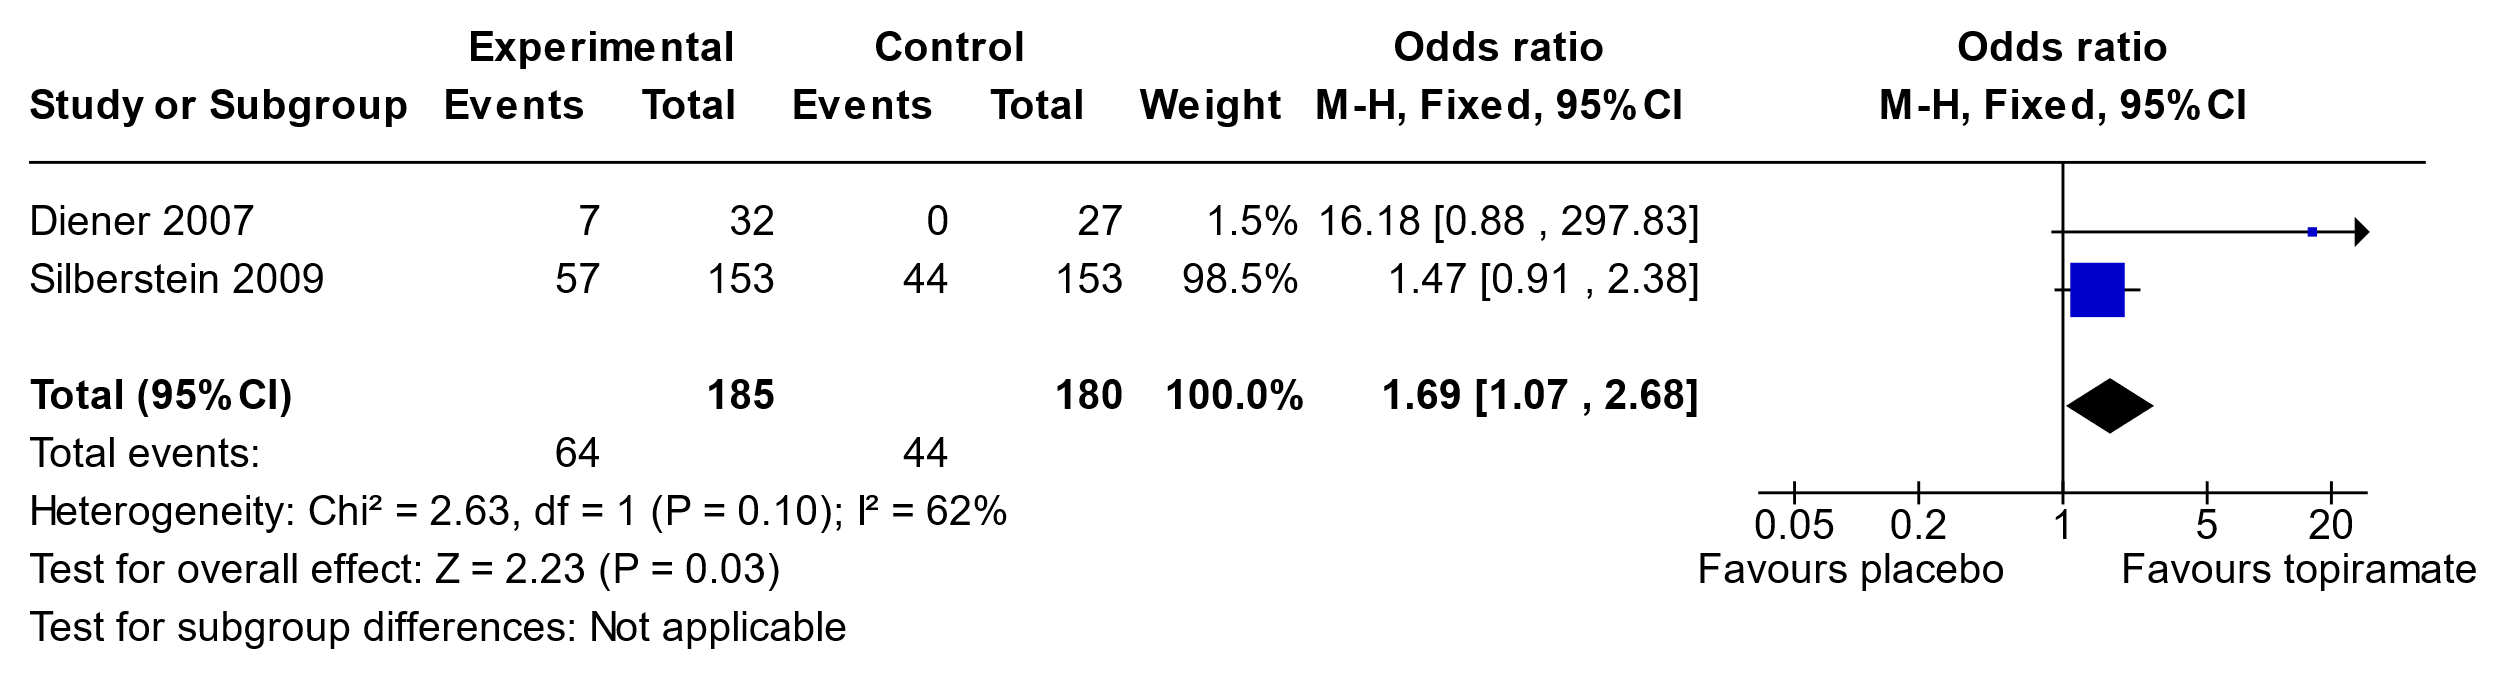 Experimental Control Odds ratio Odds ratio
Study or Subgroup Events Total Events Total Weight M-H, Fixed, 95% CI M-H, Fixed, 95% CI
Diener 2007 7 32 0 27 1.5% 16.18 [0.88 , 297.83]
Silberstein 2009 57 153 44 153 98.5% 1.47 [0.91 , 2.38]
Total (95% CI) 185 180 100.0% 1.69 [1.07 , 2.68]
Total events: 64 44
Heterogeneity: Chi² = 2.63, df = 1 (P = 0.10); I² = 62%
0.05 0.2 1 5 20
Test for overall effect: Z = 2.23 (P = 0.03) Favours placebo Favours topiramate
Test for subgroup differences: Not applicable